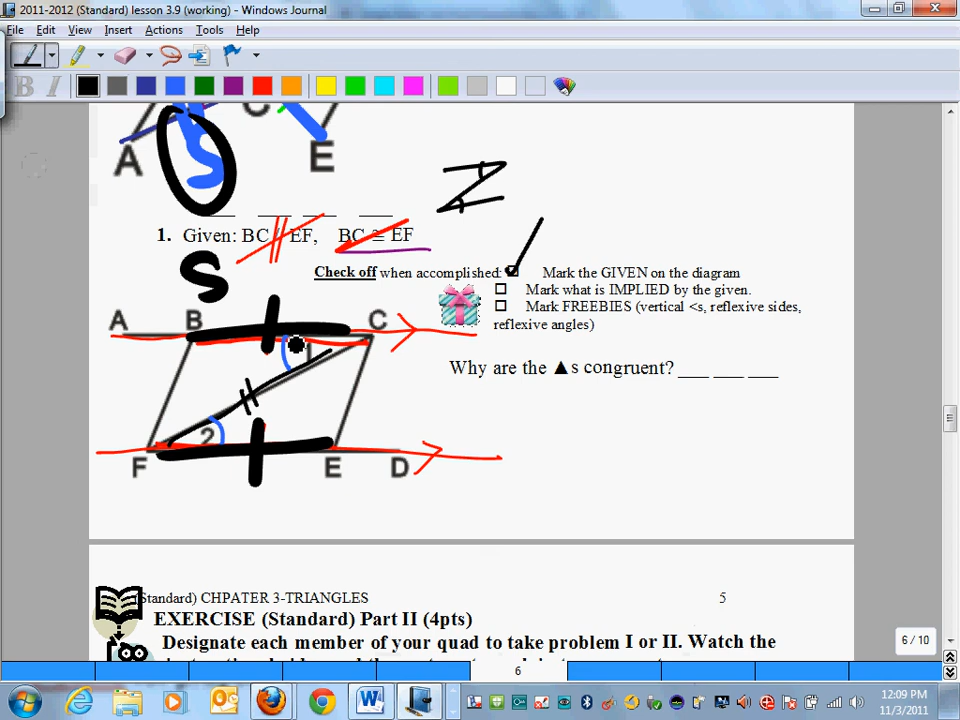 2011-2012 (Standard) lesson 3.9 (working) - Windows Journal
File Edit View Insert Actions Tools Help
B I
A S C E
Z
1. Given: BC // EF, BC ≅ EF
S
Check off when accomplished: Mark the GIVEN on the diagram
Mark what is IMPLIED by the given.
Mark FREEBIES (vertical <s, reflexive sides,
reflexive angles)
A B C
Why are the ▲s congruent? ___ ___ ___
2
F E D
(Standard) CHPATER 3-TRIANGLES 5
EXERCISE (Standard) Part II (4pts)
Designate each member of your quad to take problem I or II. Watch the
6 / 10
6
12:09 PM
11/3/2011